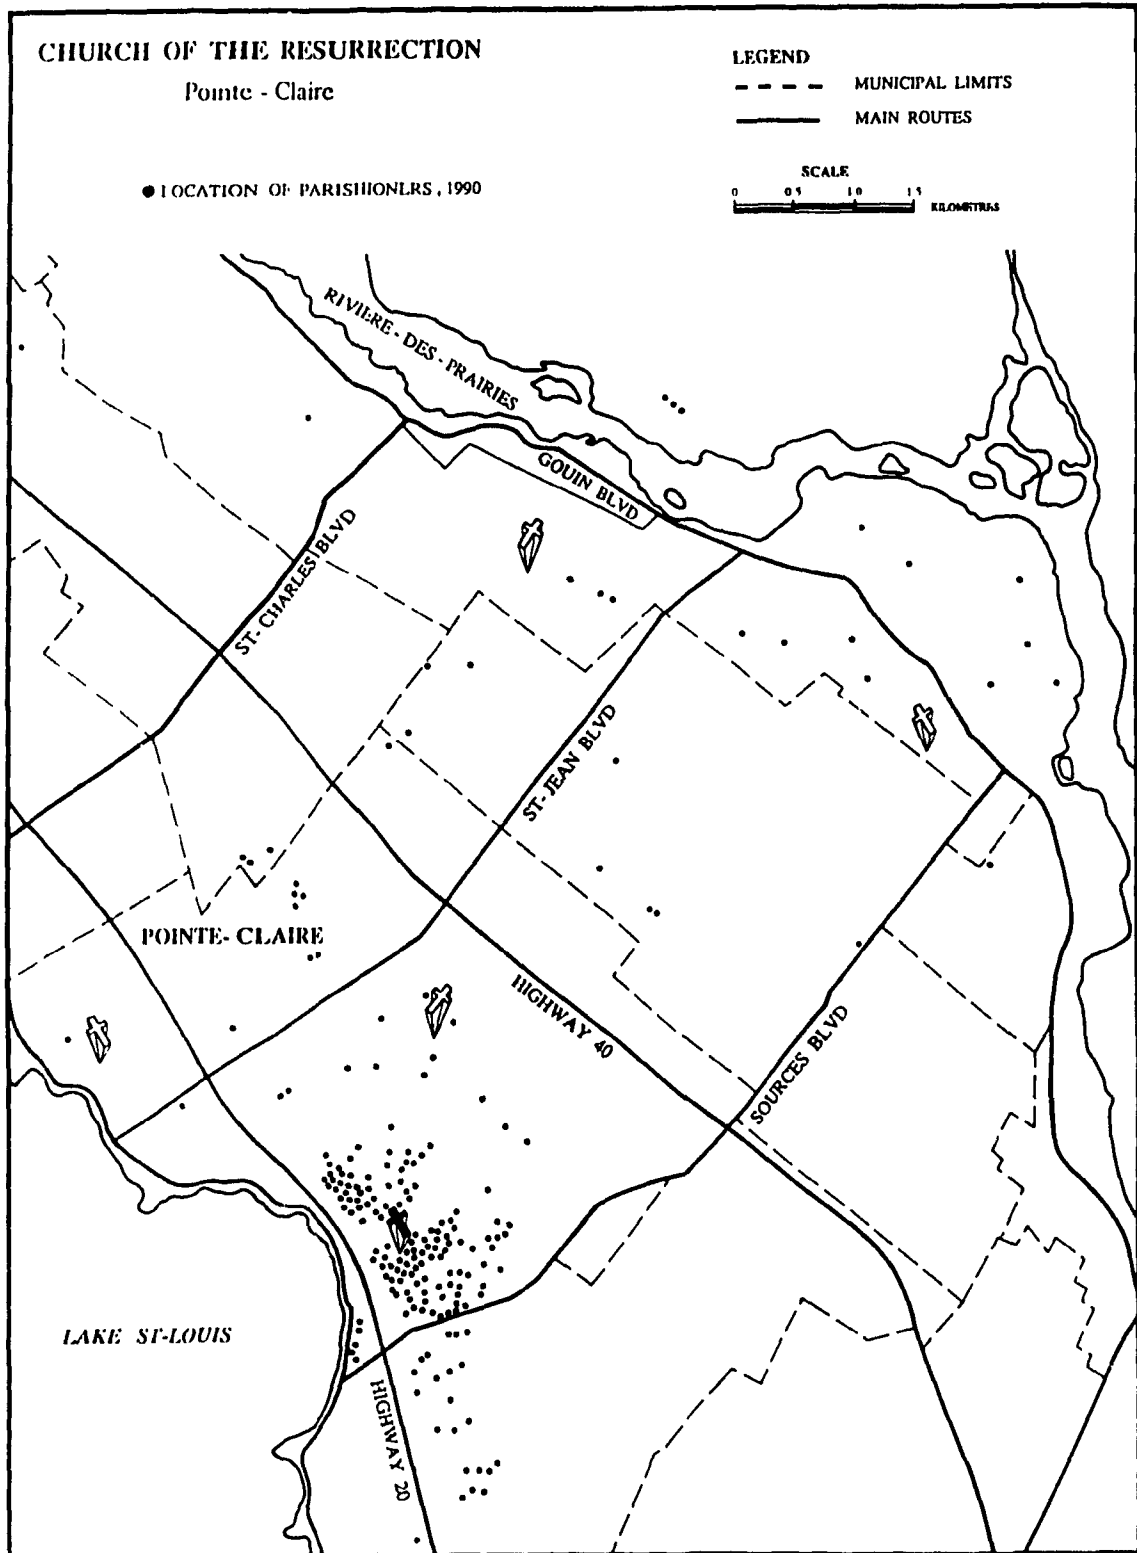 CHURCH OF THE RESURRECTION
Pointe - Claire
LOCATION OF PARISHIONERS, 1990
LEGEND
MUNICIPAL LIMITS
MAIN ROUTES
SCALE
0 0.5 1.0 1.5
KILOMETRES
RIVIERE - DES - PRAIRIES
GOUIN BLVD
ST- CHARLES BLVD
ST- JEAN BLVD
POINTE- CLAIRE
HIGHWAY 40
SOURCES BLVD
LAKE ST-LOUIS
HIGHWAY 20